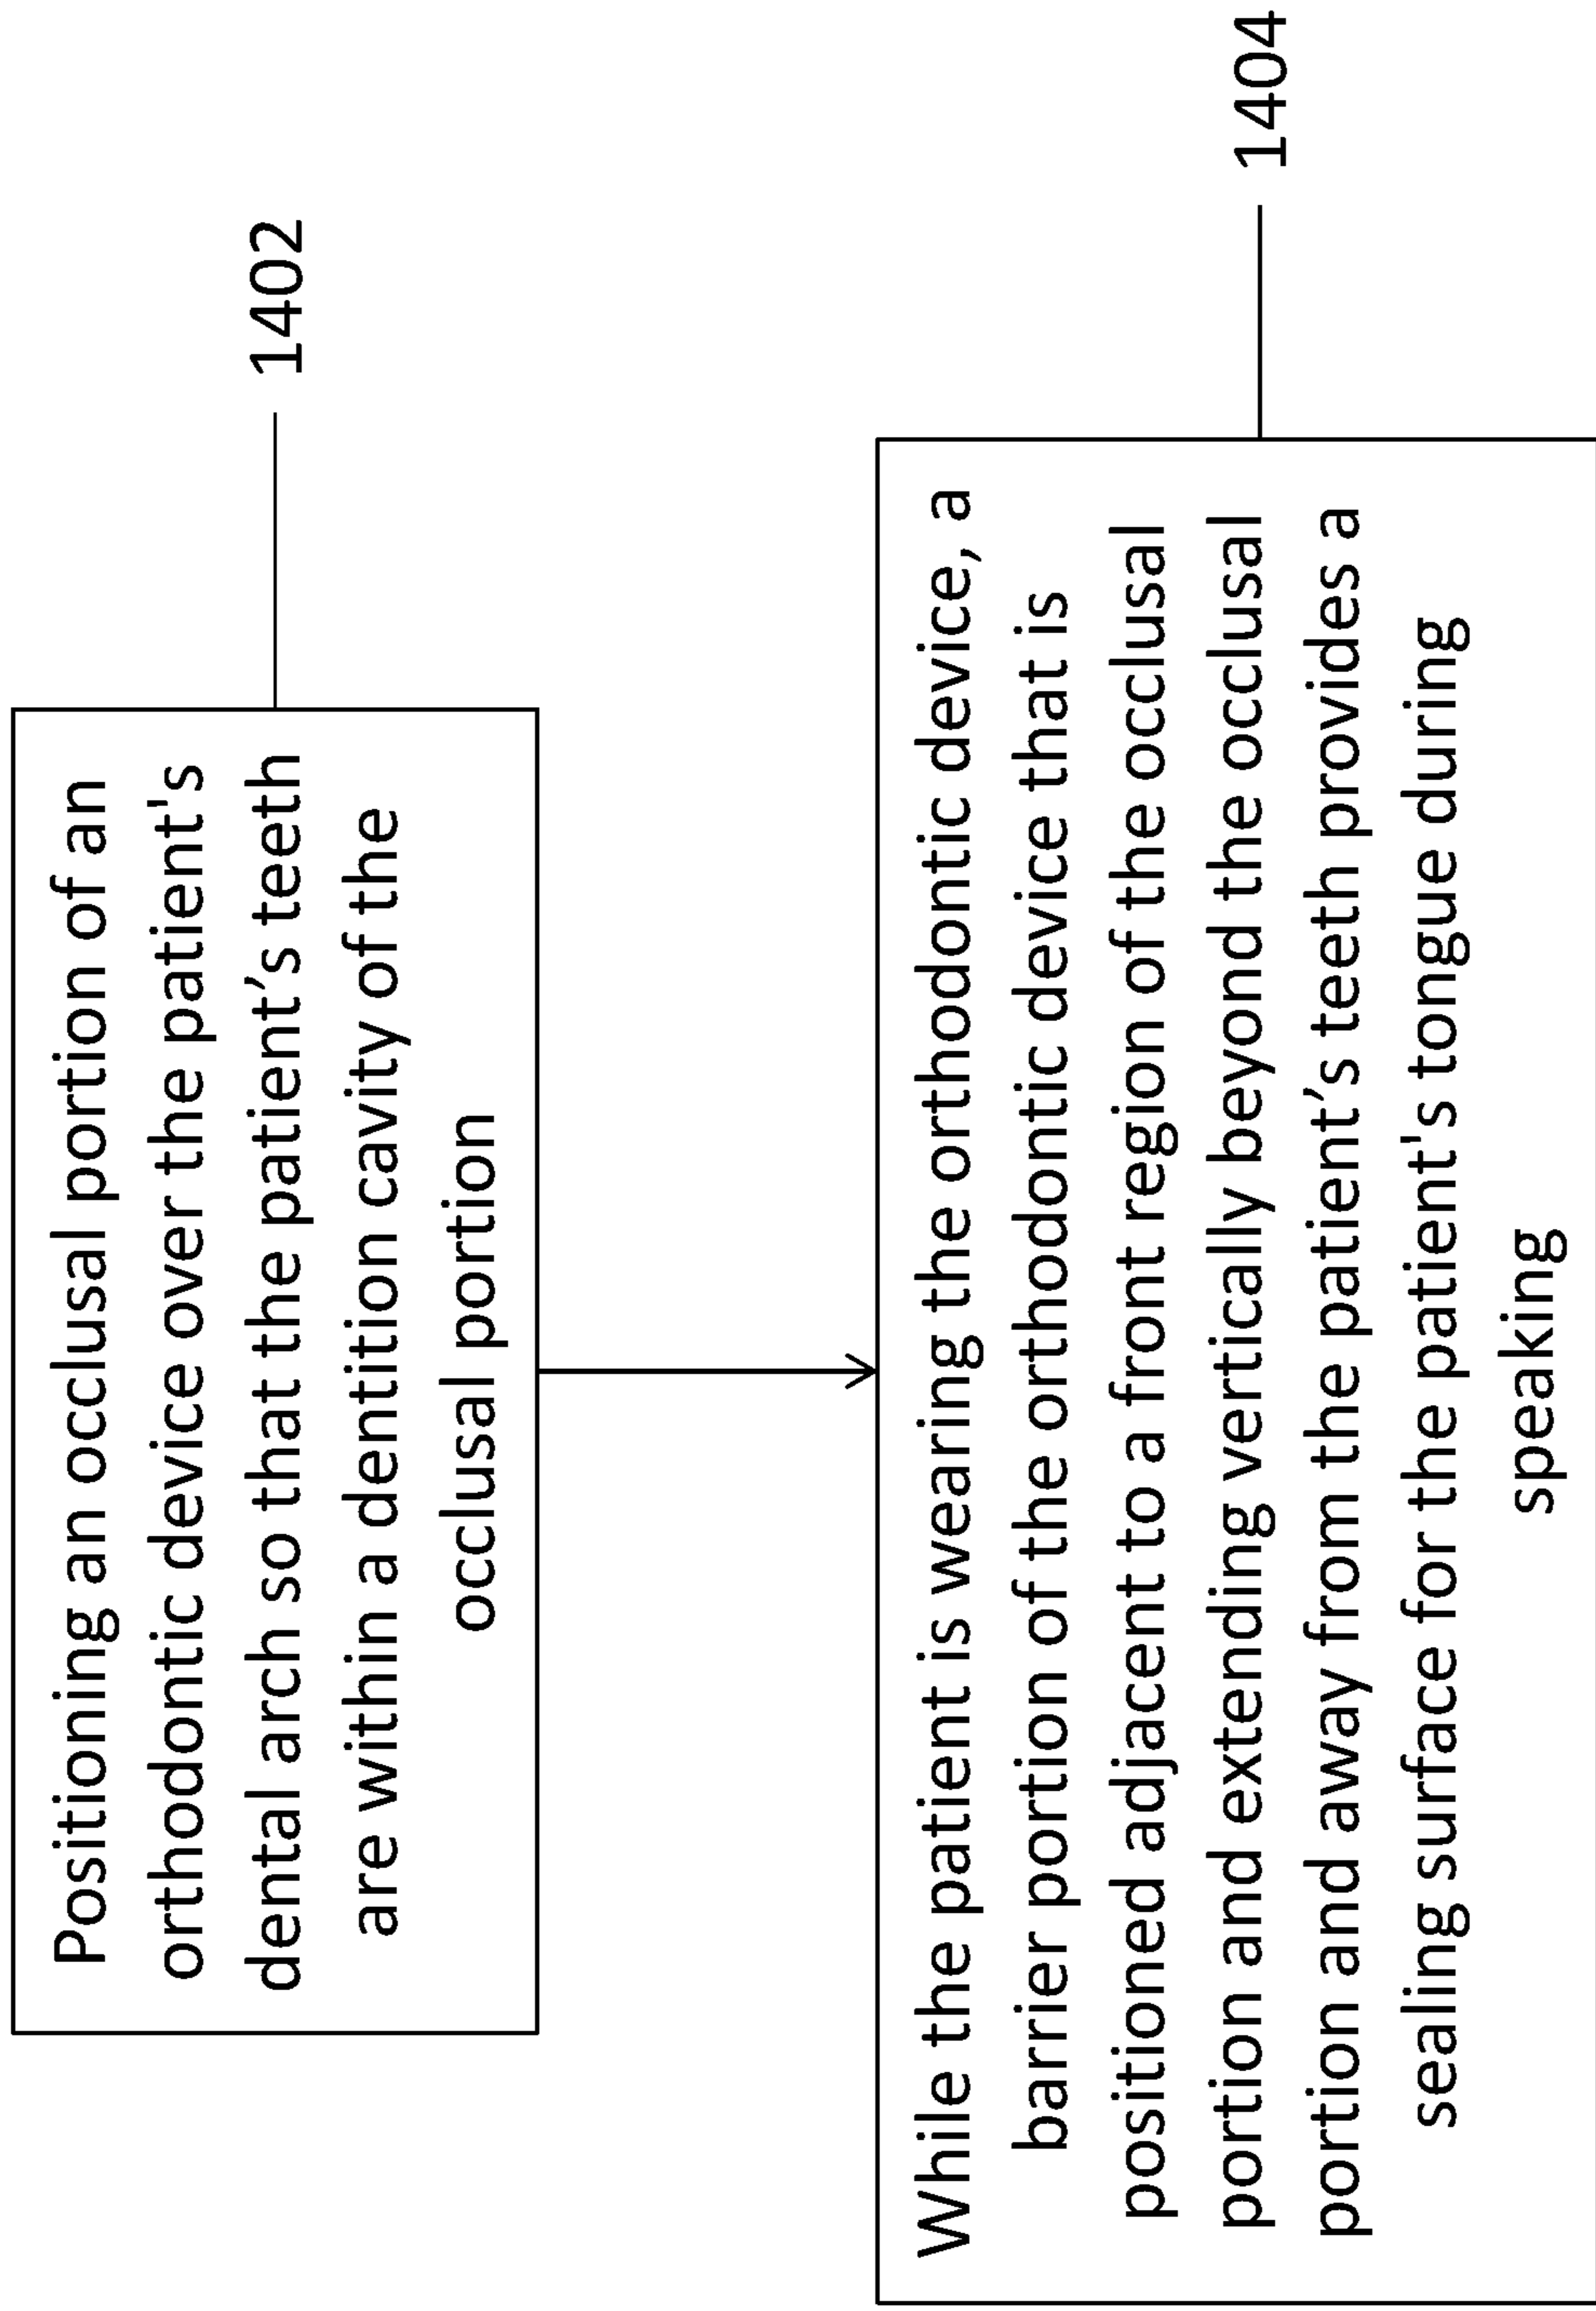 Positioning an occlusal portion of an
orthodontic device over the patient's
dental arch so that the patient’s teeth
are within a dentition cavity of the
occlusal portion
1402
While the patient is wearing the orthodontic device, a
barrier portion of the orthodontic device that is
positioned adjacent to a front region of the occlusal
portion and extending vertically beyond the occlusal
portion and away from the patient’s teeth provides a
sealing surface for the patient's tongue during
speaking
1404